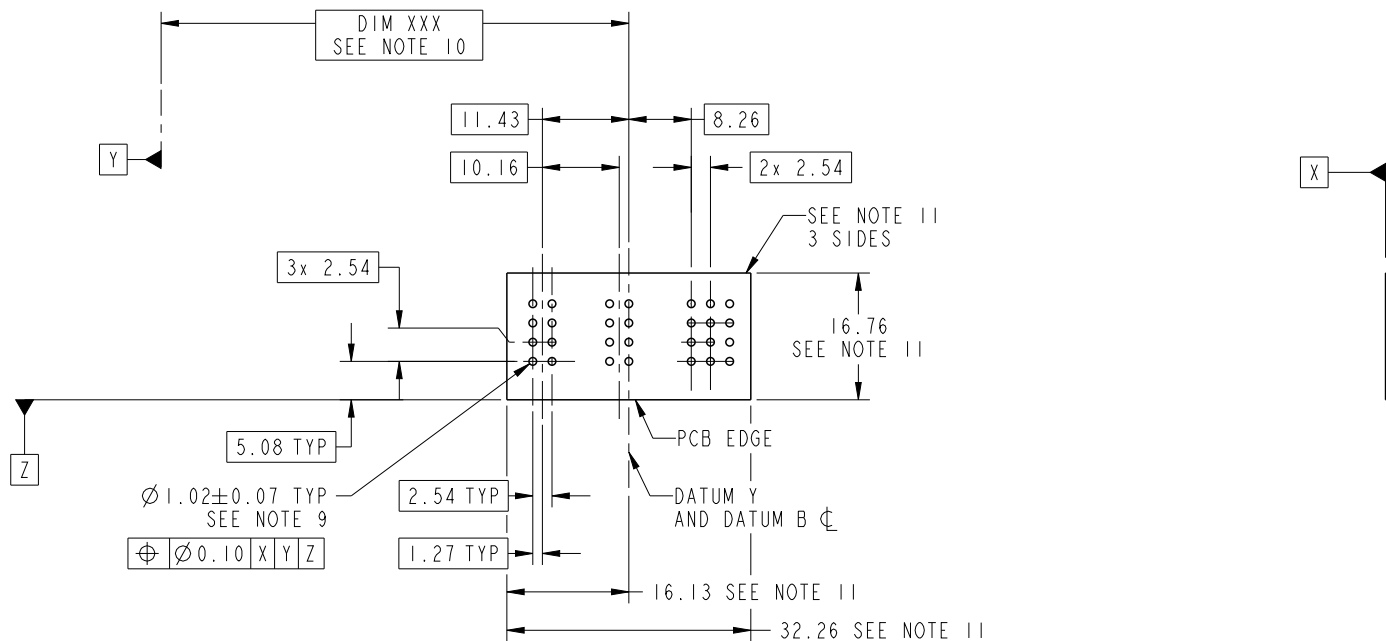 DIM XXX
SEE NOTE 10
11.43
8.26
Y
10.16
2x 2.54
X
SEE NOTE 11
3 SIDES
3x 2.54
16.76
SEE NOTE 11
5.08 TYP
PCB EDGE
Z
Ø1.02±0.07 TYP
SEE NOTE 9
2.54 TYP
DATUM Y
AND DATUM B ℄
⌖ Ø0.10 X Y Z
1.27 TYP
16.13 SEE NOTE 11
32.26 SEE NOTE 11